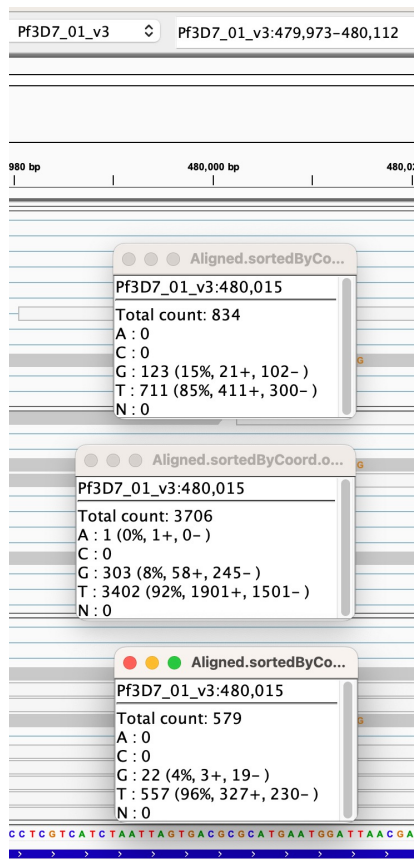 Pf3D7_01_v3
Pf3D7_01_v3:479,973-480,112
980 bp
480,000 bp
480,02
Aligned.sortedByCo...
Pf3D7_01_v3:480,015
Total count: 834
A : 0
C : 0
G : 123 (15%, 21+, 102- )
T : 711 (85%, 411+, 300- )
N : 0
G
Aligned.sortedByCoord.o...
Pf3D7_01_v3:480,015
Total count: 3706
A : 1 (0%, 1+, 0- )
C : 0
G : 303 (8%, 58+, 245- )
T : 3402 (92%, 1901+, 1501- )
N : 0
G
Aligned.sortedByCo...
Pf3D7_01_v3:480,015
Total count: 579
A : 0
C : 0
G : 22 (4%, 3+, 19- )
T : 557 (96%, 327+, 230- )
N : 0
G
C C T C G T C A T C T A A T T A G T G A C G C G C A T G A A T G G A T T A A C G A